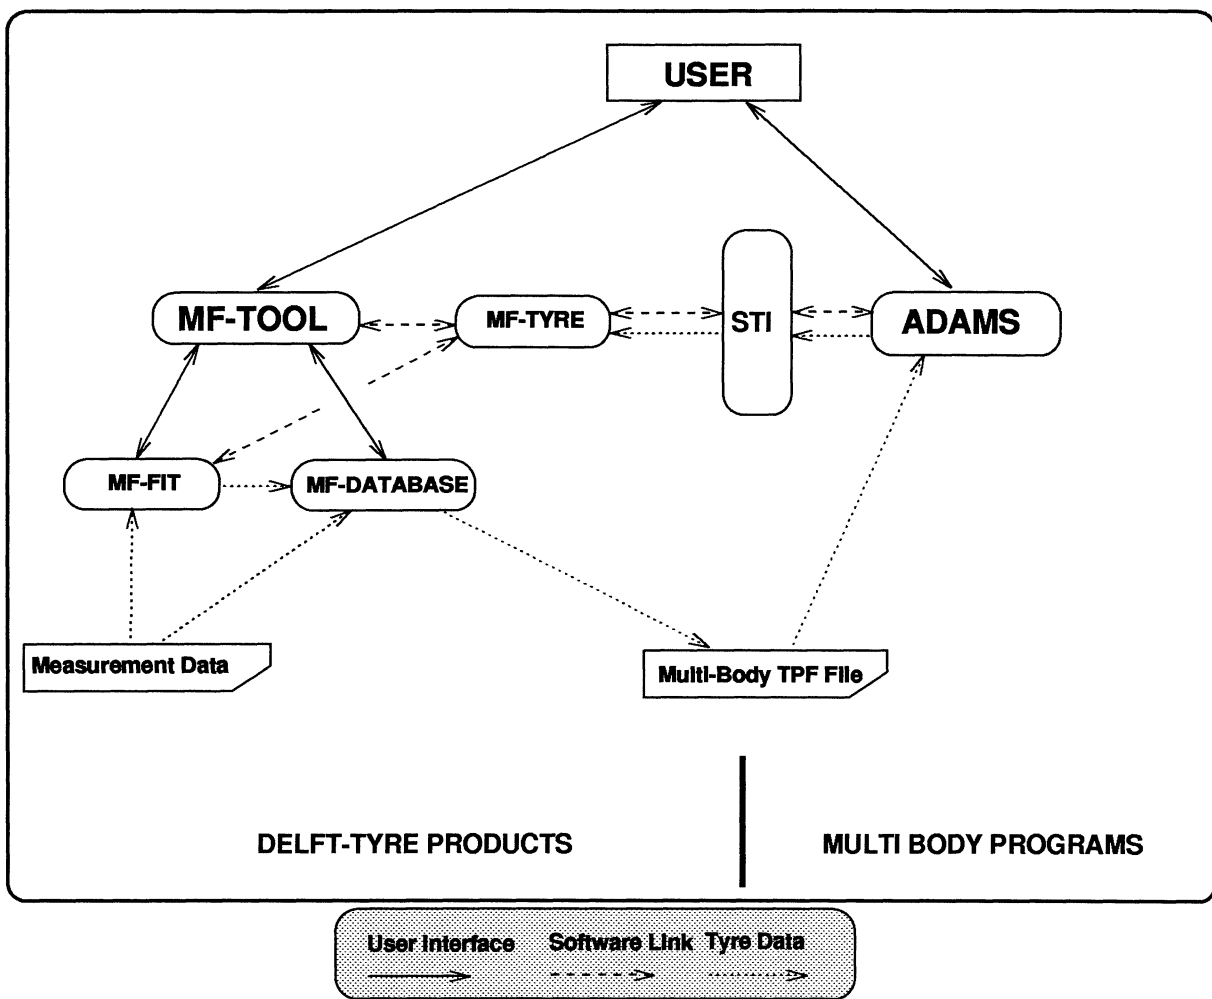 USER
MF-TOOL
MF-TYRE
STI
ADAMS
MF-FIT
MF-DATABASE
Measurement Data
Multi-Body TPF File
DELFT-TYRE PRODUCTS
MULTI BODY PROGRAMS
User Interface
Software Link
Tyre Data